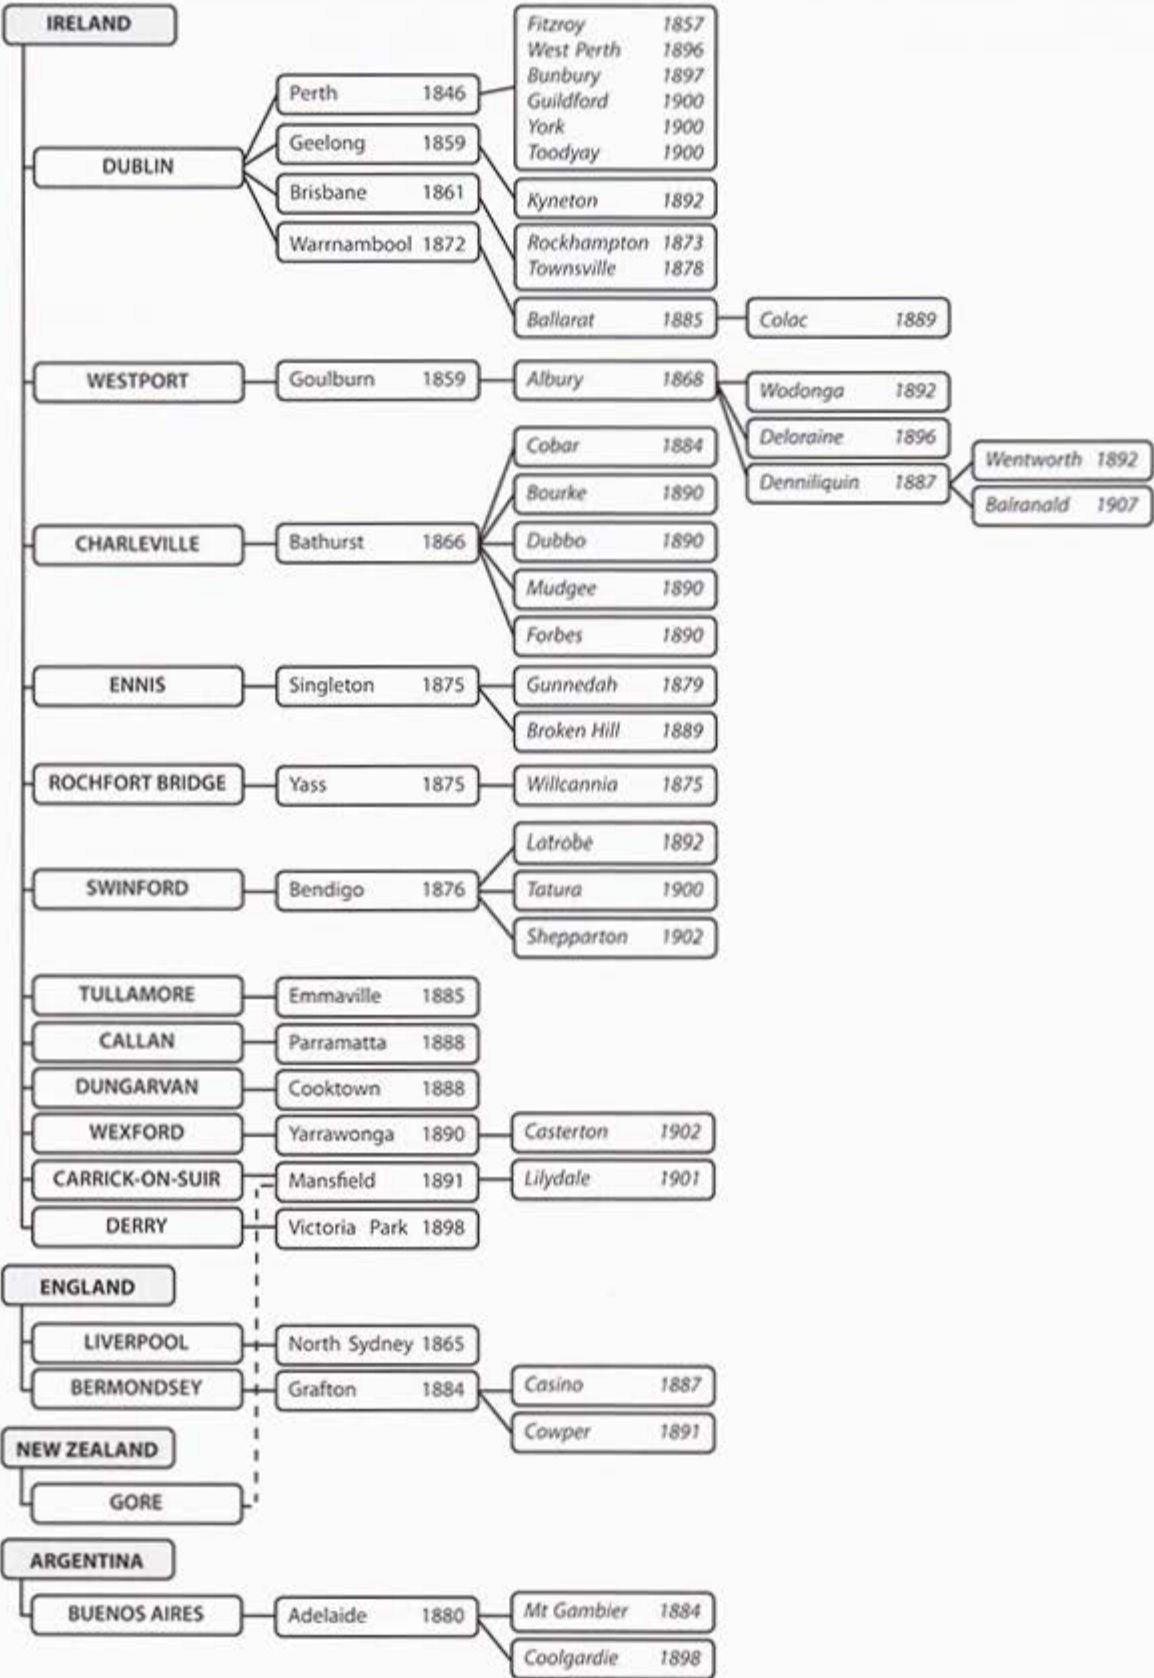 IRELAND
DUBLIN
Perth 1846
Fitzroy 1857
West Perth 1896
Bunbury 1897
Guildford 1900
York 1900
Toodyay 1900
Geelong 1859
Kyneton 1892
Brisbane 1861
Rockhampton 1873
Townsville 1878
Warrnambool 1872
Ballarat 1885
Colac 1889
WESTPORT
Goulburn 1859
Albury 1868
Wodonga 1892
Deloraine 1896
Denniliquin 1887
Wentworth 1892
Balranald 1907
CHARLEVILLE
Bathurst 1866
Cobar 1884
Bourke 1890
Dubbo 1890
Mudgee 1890
Forbes 1890
ENNIS
Singleton 1875
Gunnedah 1879
Broken Hill 1889
ROCHFORT BRIDGE
Yass 1875
Willcannia 1875
SWINFORD
Bendigo 1876
Latrobe 1892
Tatura 1900
Shepparton 1902
TULLAMORE
Emmaville 1885
CALLAN
Parramatta 1888
DUNGARVAN
Cooktown 1888
WEXFORD
Yarrawonga 1890
Casterton 1902
CARRICK-ON-SUIR
Mansfield 1891
Lilydale 1901
DERRY
Victoria Park 1898
ENGLAND
LIVERPOOL
North Sydney 1865
BERMONDSEY
Grafton 1884
Casino 1887
Cowper 1891
NEW ZEALAND
GORE
ARGENTINA
BUENOS AIRES
Adelaide 1880
Mt Gambier 1884
Coolgardie 1898